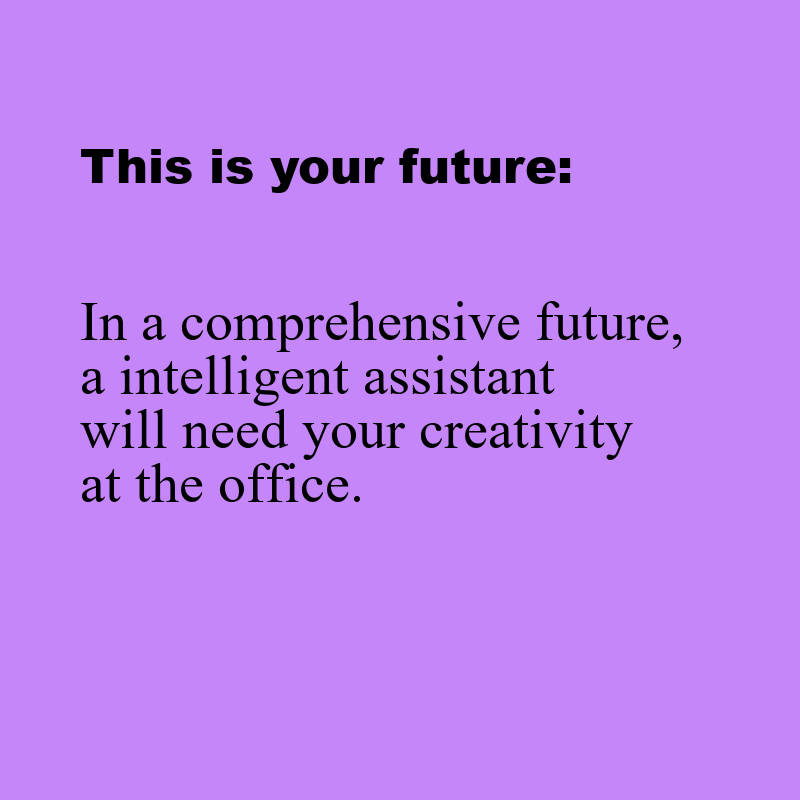 This is your future:
In a comprehensive future,
a intelligent assistant
will need your creativity
at the office.